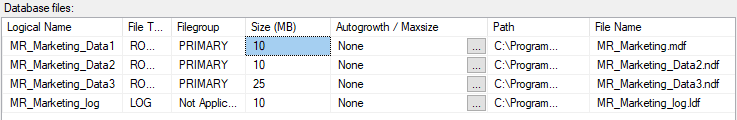 Database files:
Logical Name File T... Filegroup Size (MB) Autogrowth / Maxsize Path File Name
MR_Marketing_Data1 RO... PRIMARY 10 None ... C:\Program... MR_Marketing.mdf
MR_Marketing_Data2 RO... PRIMARY 10 None ... C:\Program... MR_Marketing_Data2.ndf
MR_Marketing_Data3 RO... PRIMARY 25 None ... C:\Program... MR_Marketing_Data3.ndf
MR_Marketing_log LOG Not Applic... 10 None ... C:\Program... MR_Marketing_log.ldf